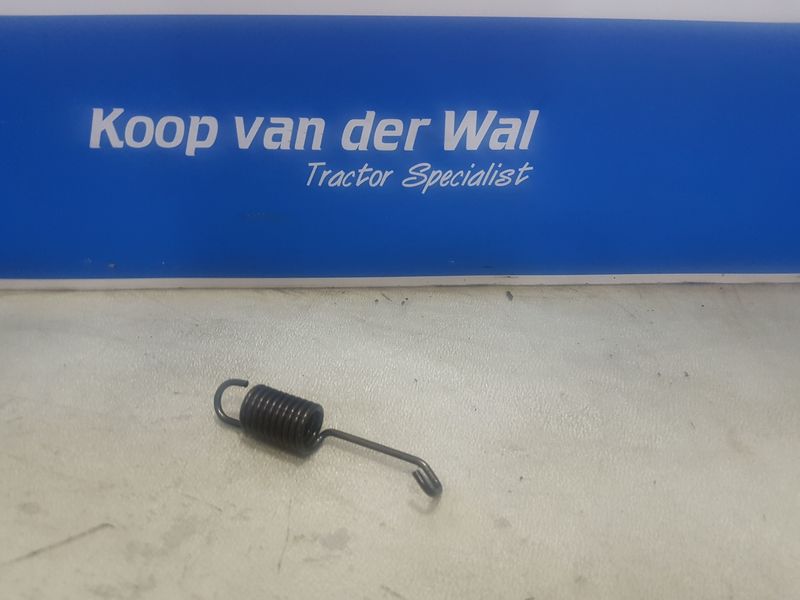 Koop van der Wal
Tractor Specialist